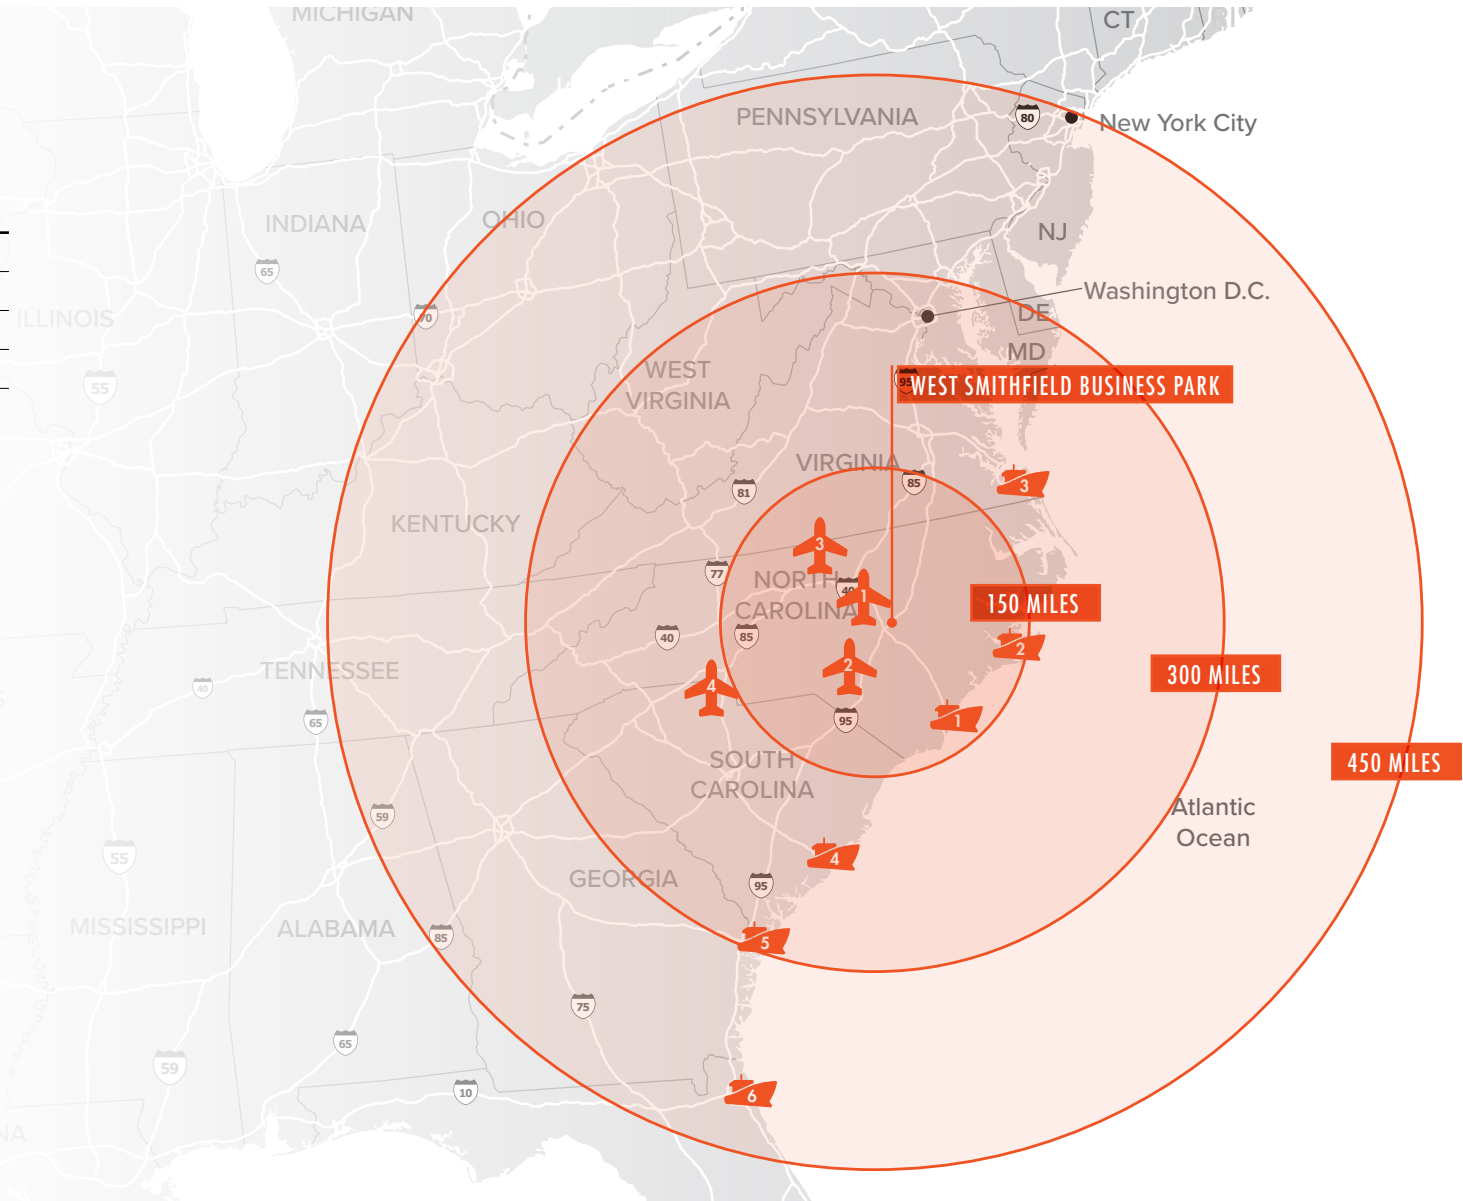 MICHIGAN
CT
PENNSYLVANIA
80
New York City
INDIANA
OHIO
NJ
65
Washington D.C.
70
ILLINOIS
DE
MD
WEST
VIRGINIA
55
95
WEST SMITHFIELD BUSINESS PARK
VIRGINIA
81
85
3
KENTUCKY
3
77
NORTH
CAROLINA
40
1
150 MILES
40
85
2
TENNESSEE
2
300 MILES
40
4
65
95
1
450 MILES
SOUTH
CAROLINA
59
Atlantic
Ocean
55
4
GEORGIA
95
MISSISSIPPI
ALABAMA
85
5
75
65
59
10
6
NA